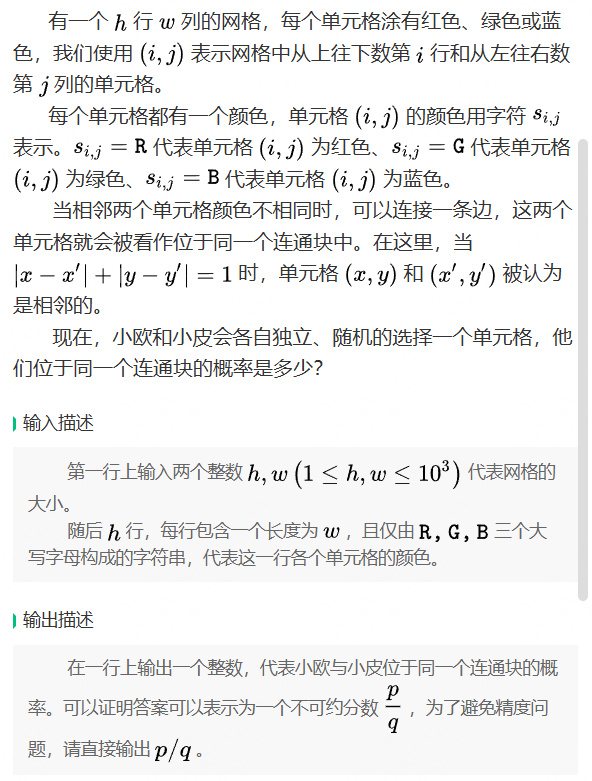 有一个 h 行 w 列的网格，每个单元格涂有红色、绿色或蓝
色，我们使用 (i, j) 表示网格中从上往下数第 i 行和从左往右数
第 j 列的单元格。
每个单元格都有一个颜色，单元格 (i, j) 的颜色用字符 s_{i,j}
表示。s_{i,j} = R 代表单元格 (i, j) 为红色、s_{i,j} = G 代表单元格
(i, j) 为绿色、s_{i,j} = B 代表单元格 (i, j) 为蓝色。
当相邻两个单元格颜色不相同时，可以连接一条边，这两个
单元格就会被看作位于同一个连通块中。在这里，当
|x − x′| + |y − y′| = 1 时，单元格 (x, y) 和 (x′, y′) 被认为
是相邻的。
现在，小欧和小皮会各自独立、随机的选择一个单元格，他
们位于同一个连通块的概率是多少？
输入描述
第一行上输入两个整数 h, w (1 ≤ h, w ≤ 10³) 代表网格的
大小。
随后 h 行，每行包含一个长度为 w ，且仅由 R, G, B 三个大
写字母构成的字符串，代表这一行各个单元格的颜色。
输出描述
在一行上输出一个整数，代表小欧与小皮位于同一个连通块的概
率。可以证明答案可以表示为一个不可约分数 p/q ，为了避免精度问
题，请直接输出 p/q 。